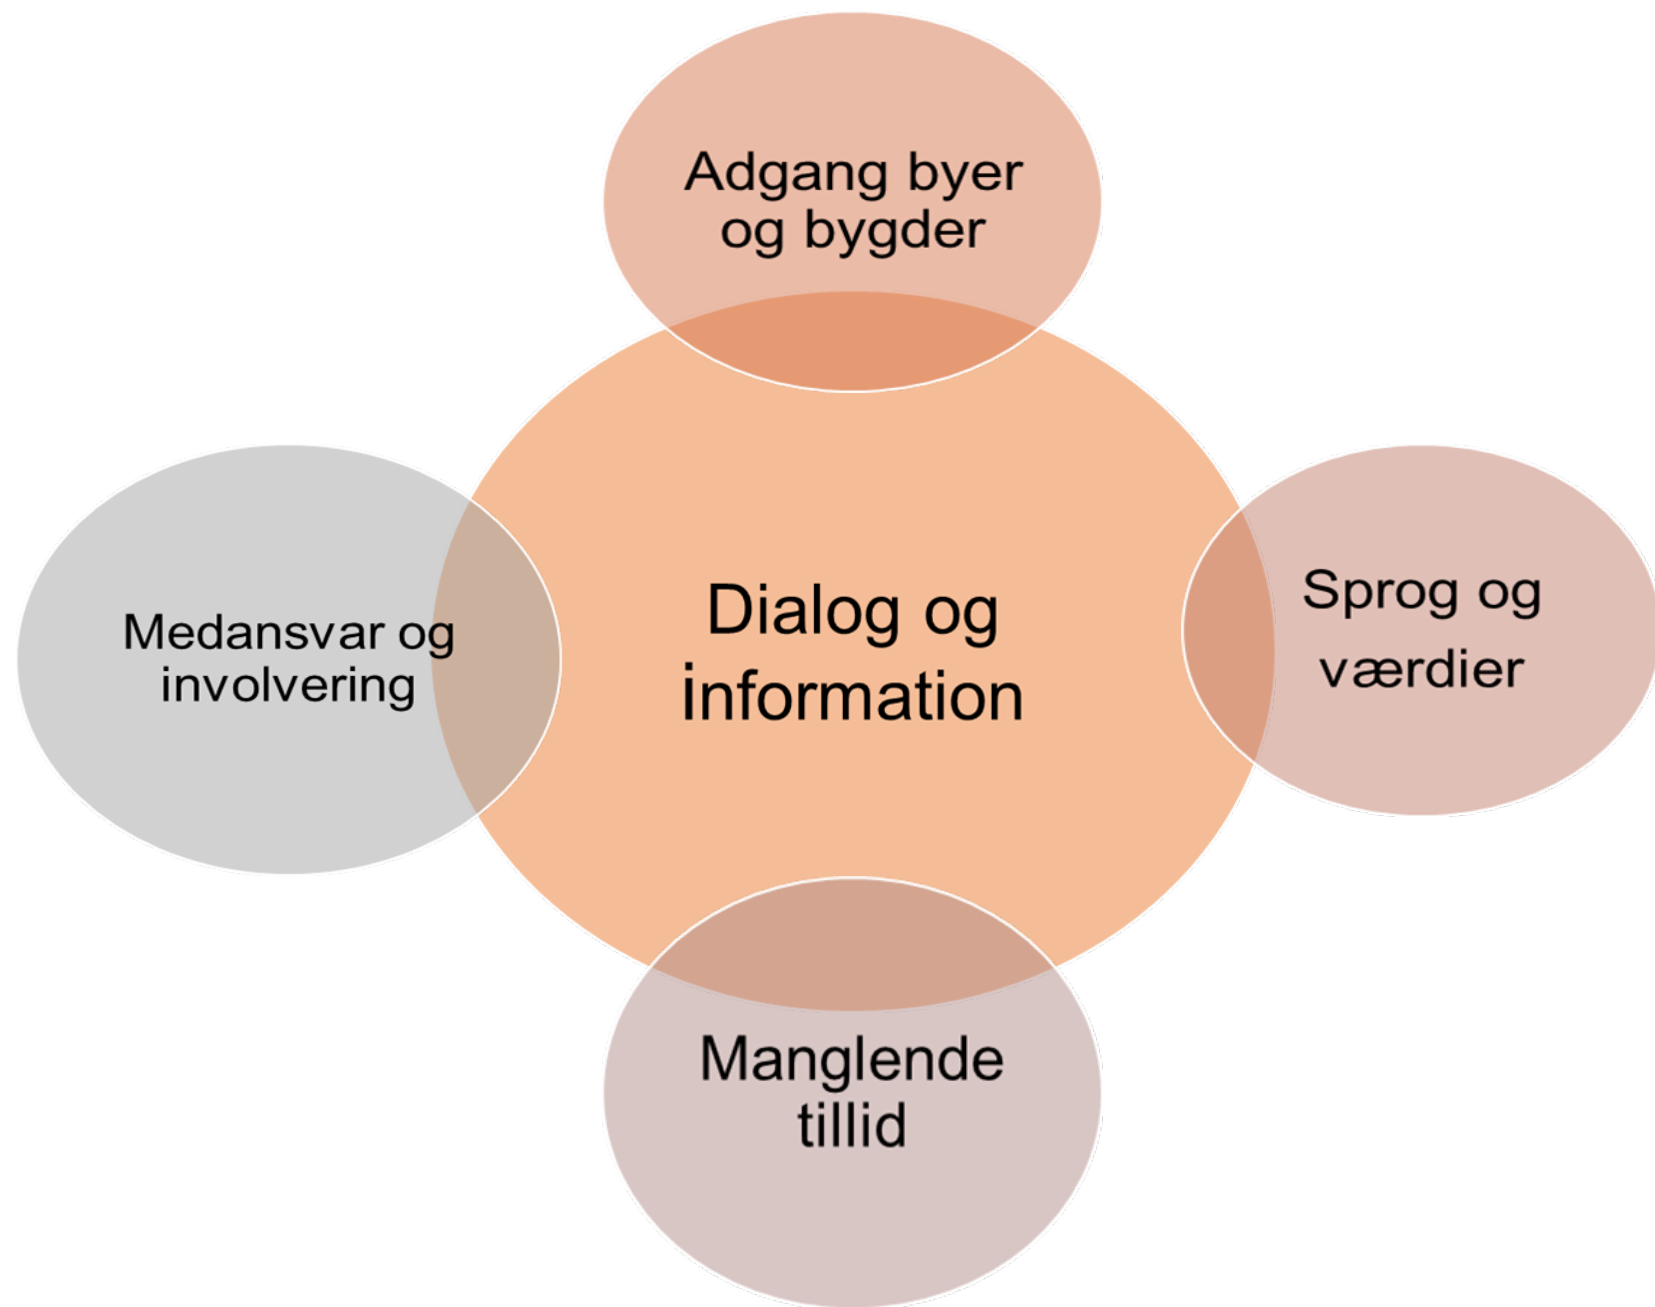 Adgang byer
og bygder
Medansvar og
involvering
Dialog og
information
Sprog og
værdier
Manglende
tillid